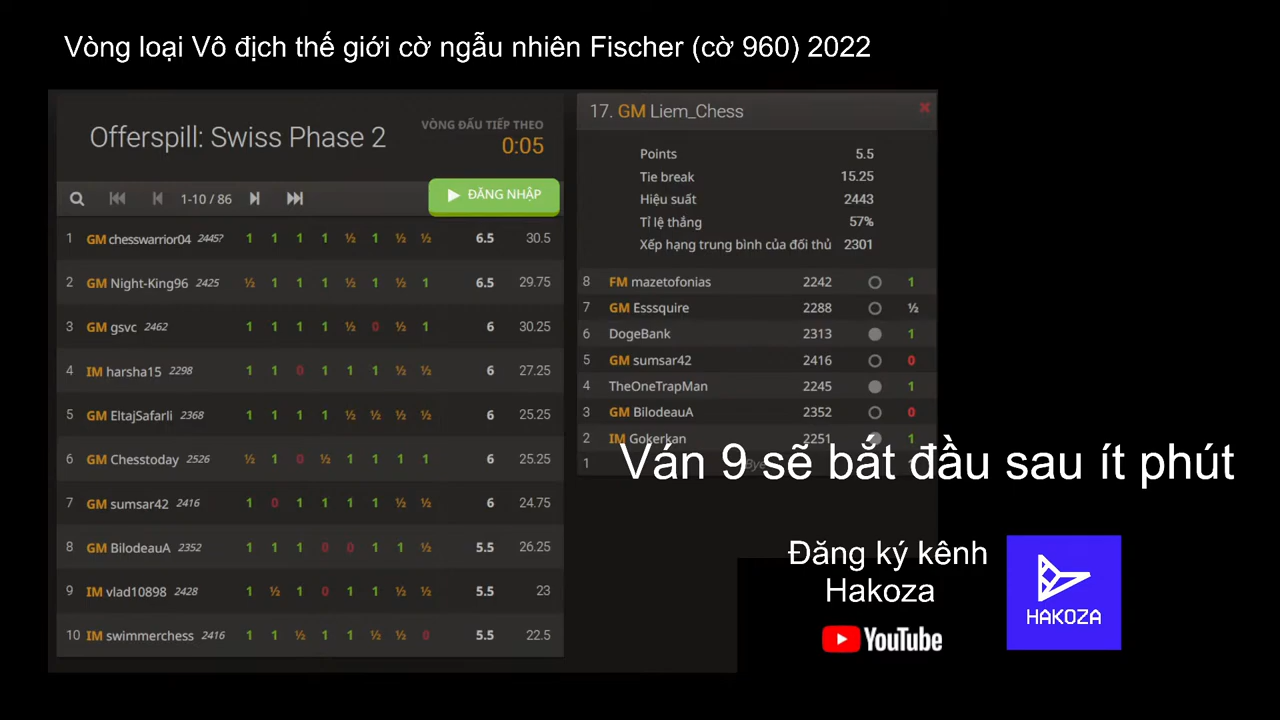 Vòng loại Vô địch thế giới cờ ngẫu nhiên Fischer (cờ 960) 2022
Offerspill: Swiss Phase 2
VÒNG ĐẤU TIẾP THEO
0:05
1-10 / 86
ĐĂNG NHẬP
1 GM chesswarrior04 2445? 1 1 1 1 ½ 1 ½ ½ 6.5 30.5
2 GM Night-King96 2425 ½ 1 1 1 ½ 1 ½ 1 6.5 29.75
3 GM gsvc 2462 1 1 1 1 ½ 0 ½ 1 6 30.25
4 IM harsha15 2298 1 1 0 1 1 1 ½ ½ 6 27.25
5 GM EltajSafarli 2368 1 1 1 1 ½ ½ ½ ½ 6 25.25
6 GM Chesstoday 2526 ½ 1 0 ½ 1 1 1 1 6 25.25
7 GM sumsar42 2416 1 0 1 1 1 1 ½ ½ 6 24.75
8 GM BilodeauA 2352 1 1 1 0 0 1 1 ½ 5.5 26.25
9 IM vlad10898 2428 1 ½ 1 0 1 1 ½ ½ 5.5 23
10 IM swimmerchess 2416 1 1 ½ 1 1 ½ ½ 0 5.5 22.5
17. GM Liem_Chess
Points 5.5
Tie break 15.25
Hiệu suất 2443
Tỉ lệ thắng 57%
Xếp hạng trung bình của đối thủ 2301
8 FM mazetofonias 2242 1
7 GM Esssquire 2288 ½
6 DogeBank 2313 1
5 GM sumsar42 2416 0
4 TheOneTrapMan 2245 1
3 GM BilodeauA 2352 0
2 IM Gokerkan 2251 1
1 Bye
Ván 9 sẽ bắt đầu sau ít phút
Đăng ký kênh
Hakoza
YouTube
HAKOZA